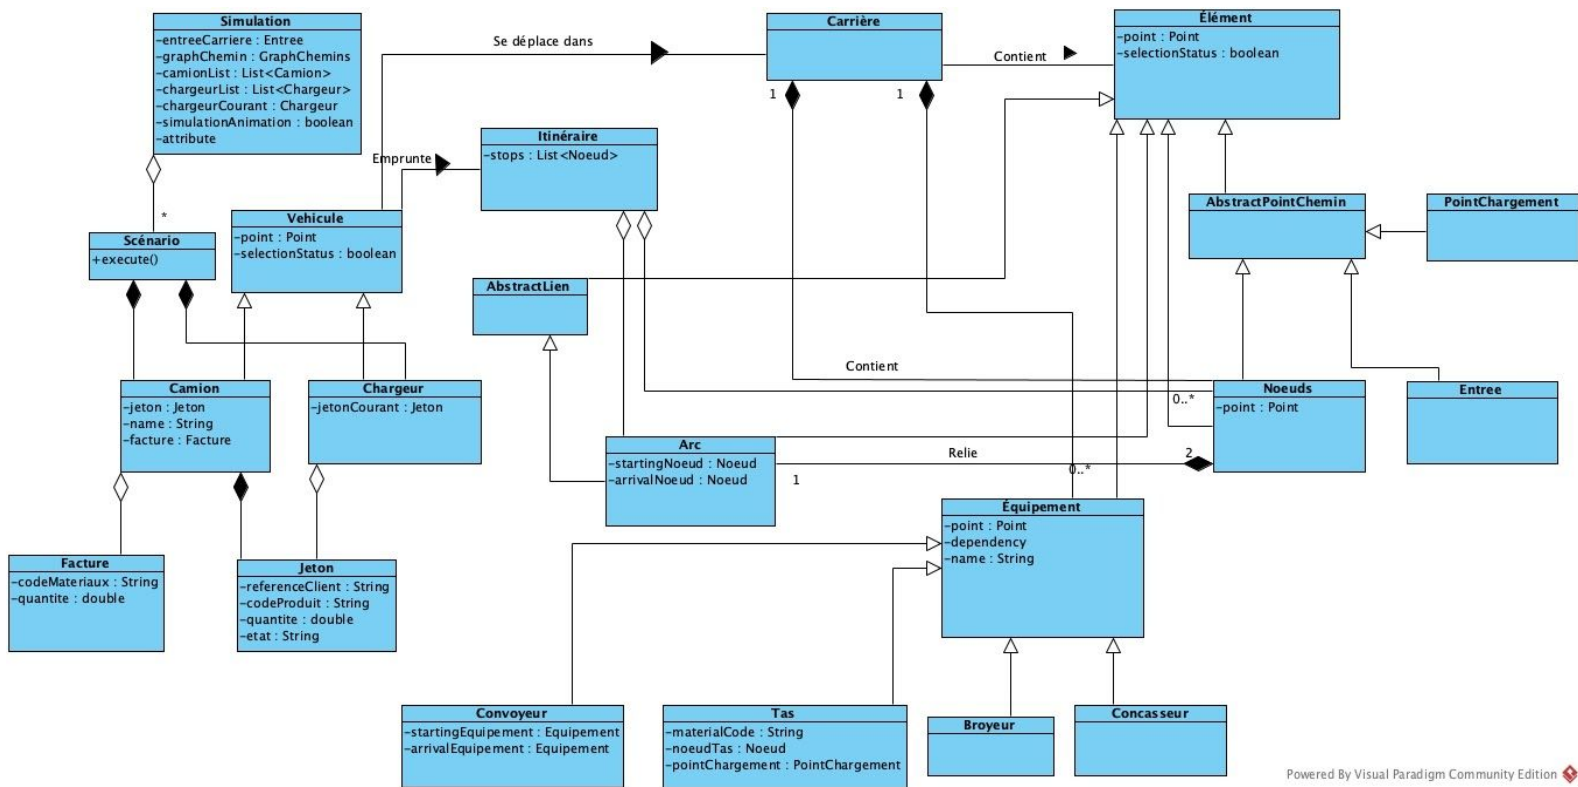 Simulation
-entreeCarriere : Entree
-graphChemin : GraphChemins
-camionList : List<Camion>
-chargeurList : List<Chargeur>
-chargeurCourant : Chargeur
-simulationAnimation : boolean
-attribute
Se déplace dans
Carrière
1
1
Contient
Élément
-point : Point
-selectionStatus : boolean
Emprunte
Itinéraire
-stops : List<Noeud>
*
Scénario
+execute()
Vehicule
-point : Point
-selectionStatus : boolean
AbstractPointChemin
PointChargement
AbstractLien
Contient
Camion
-jeton : Jeton
-name : String
-facture : Facture
Chargeur
-jetonCourant : Jeton
Noeuds
-point : Point
0..*
Entree
Arc
-startingNoeud : Noeud
-arrivalNoeud : Noeud
Relie
2
1
0..*
Équipement
-point : Point
-dependency
-name : String
Facture
-codeMateriaux : String
-quantite : double
Jeton
-referenceClient : String
-codeProduit : String
-quantite : double
-etat : String
Convoyeur
-startingEquipement : Equipement
-arrivalEquipement : Equipement
Tas
-materialCode : String
-noeudTas : Noeud
-pointChargement : PointChargement
Broyeur
Concasseur
Powered By Visual Paradigm Community Edition